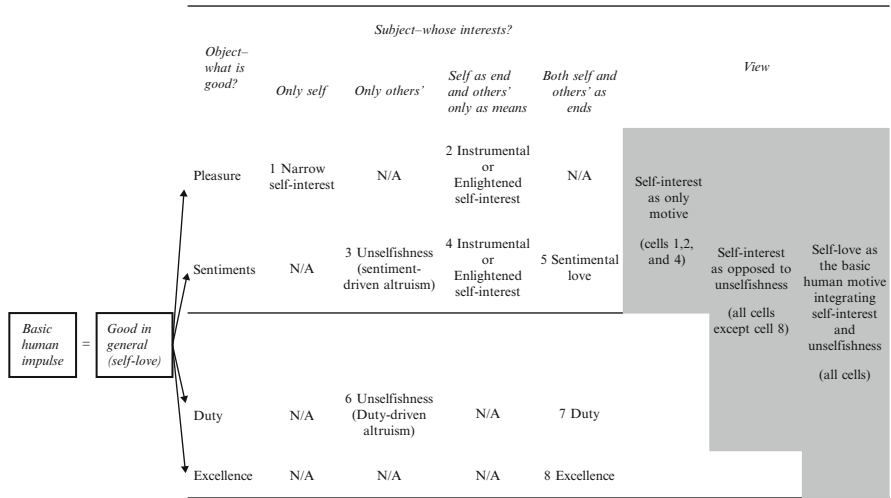 Subject–whose interests?
Object–
what is
good?
Only self
Only others'
Self as end
and others'
only as means
Both self and
others' as
ends
View
Pleasure
1 Narrow
self-interest
N/A
2 Instrumental
or
Enlightened
self-interest
N/A
Sentiments
N/A
3 Unselfishness
(sentiment-
driven altruism)
4 Instrumental
or
Enlightened
self-interest
5 Sentimental
love
Self-interest
as only
motive
(cells 1,2,
and 4)
Self-interest
as opposed to
unselfishness
(all cells
except cell 8)
Self-love as
the basic
human motive
integrating
self-interest
and
unselfishness
(all cells)
Basic
human
impulse
=
Good in
general
(self-love)
Duty
N/A
6 Unselfishness
(Duty-driven
altruism)
N/A
7 Duty
Excellence
N/A
N/A
N/A
8 Excellence